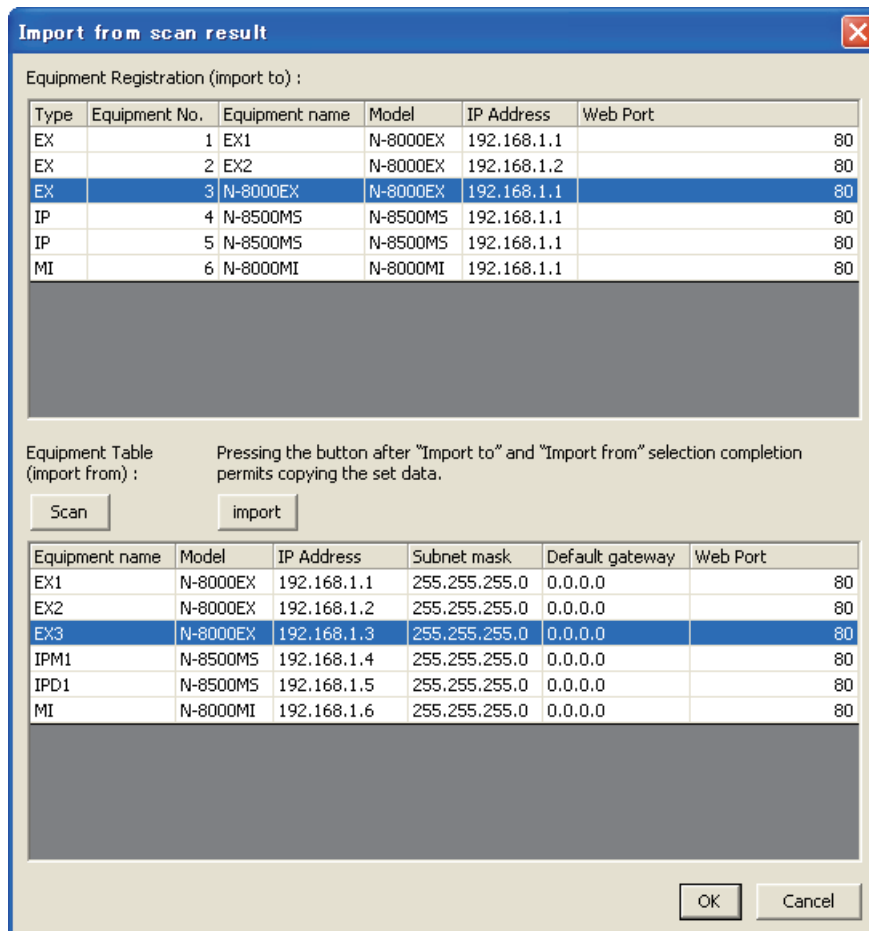 Import from scan result
Equipment Registration (import to) :
Type Equipment No. Equipment name Model IP Address Web Port
EX 1 EX1 N-8000EX 192.168.1.1 80
EX 2 EX2 N-8000EX 192.168.1.2 80
EX 3 N-8000EX N-8000EX 192.168.1.1 80
IP 4 N-8500MS N-8500MS 192.168.1.1 80
IP 5 N-8500MS N-8500MS 192.168.1.1 80
MI 6 N-8000MI N-8000MI 192.168.1.1 80
Equipment Table Pressing the button after "Import to" and "Import from" selection completion
(import from) : permits copying the set data.
Scan import
Equipment name Model IP Address Subnet mask Default gateway Web Port
EX1 N-8000EX 192.168.1.1 255.255.255.0 0.0.0.0 80
EX2 N-8000EX 192.168.1.2 255.255.255.0 0.0.0.0 80
EX3 N-8000EX 192.168.1.3 255.255.255.0 0.0.0.0 80
IPM1 N-8500MS 192.168.1.4 255.255.255.0 0.0.0.0 80
IPD1 N-8500MS 192.168.1.5 255.255.255.0 0.0.0.0 80
MI N-8000MI 192.168.1.6 255.255.255.0 0.0.0.0 80
OK Cancel